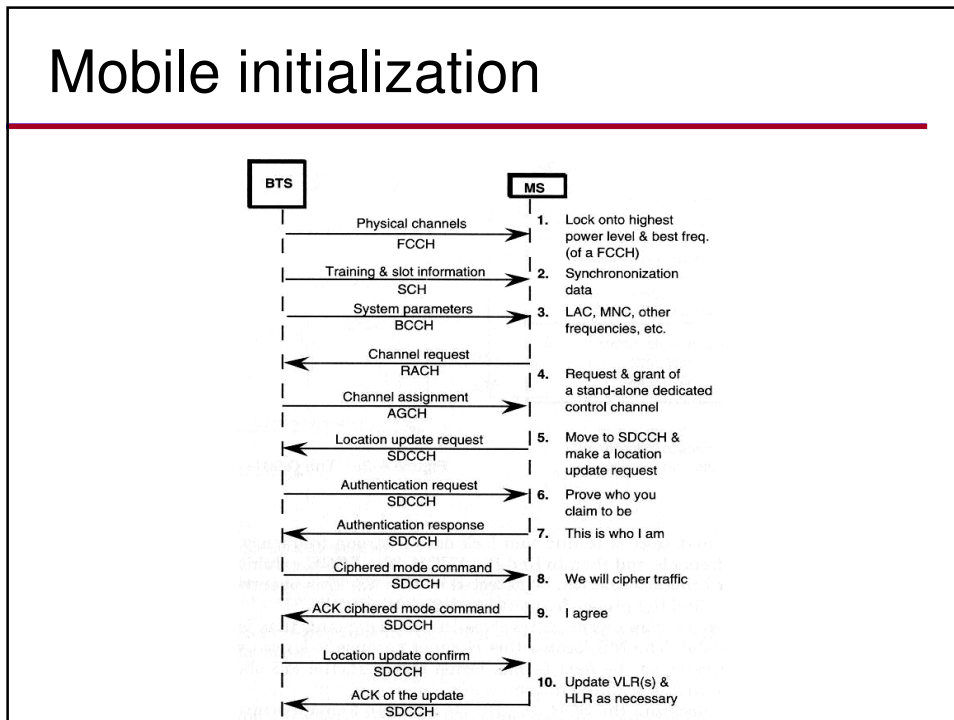 Mobile initialization
BTS
MS
Physical channels
FCCH
1. Lock onto highest
power level & best freq.
(of a FCCH)
Training & slot information
SCH
2. Synchrononization
data
System parameters
BCCH
3. LAC, MNC, other
frequencies, etc.
Channel request
RACH
4. Request & grant of
a stand-alone dedicated
control channel
Channel assignment
AGCH
Location update request
SDCCH
5. Move to SDCCH &
make a location
update request
Authentication request
SDCCH
6. Prove who you
claim to be
Authentication response
SDCCH
7. This is who I am
Ciphered mode command
SDCCH
8. We will cipher traffic
ACK ciphered mode command
SDCCH
9. I agree
Location update confirm
SDCCH
10. Update VLR(s) &
HLR as necessary
ACK of the update
SDCCH